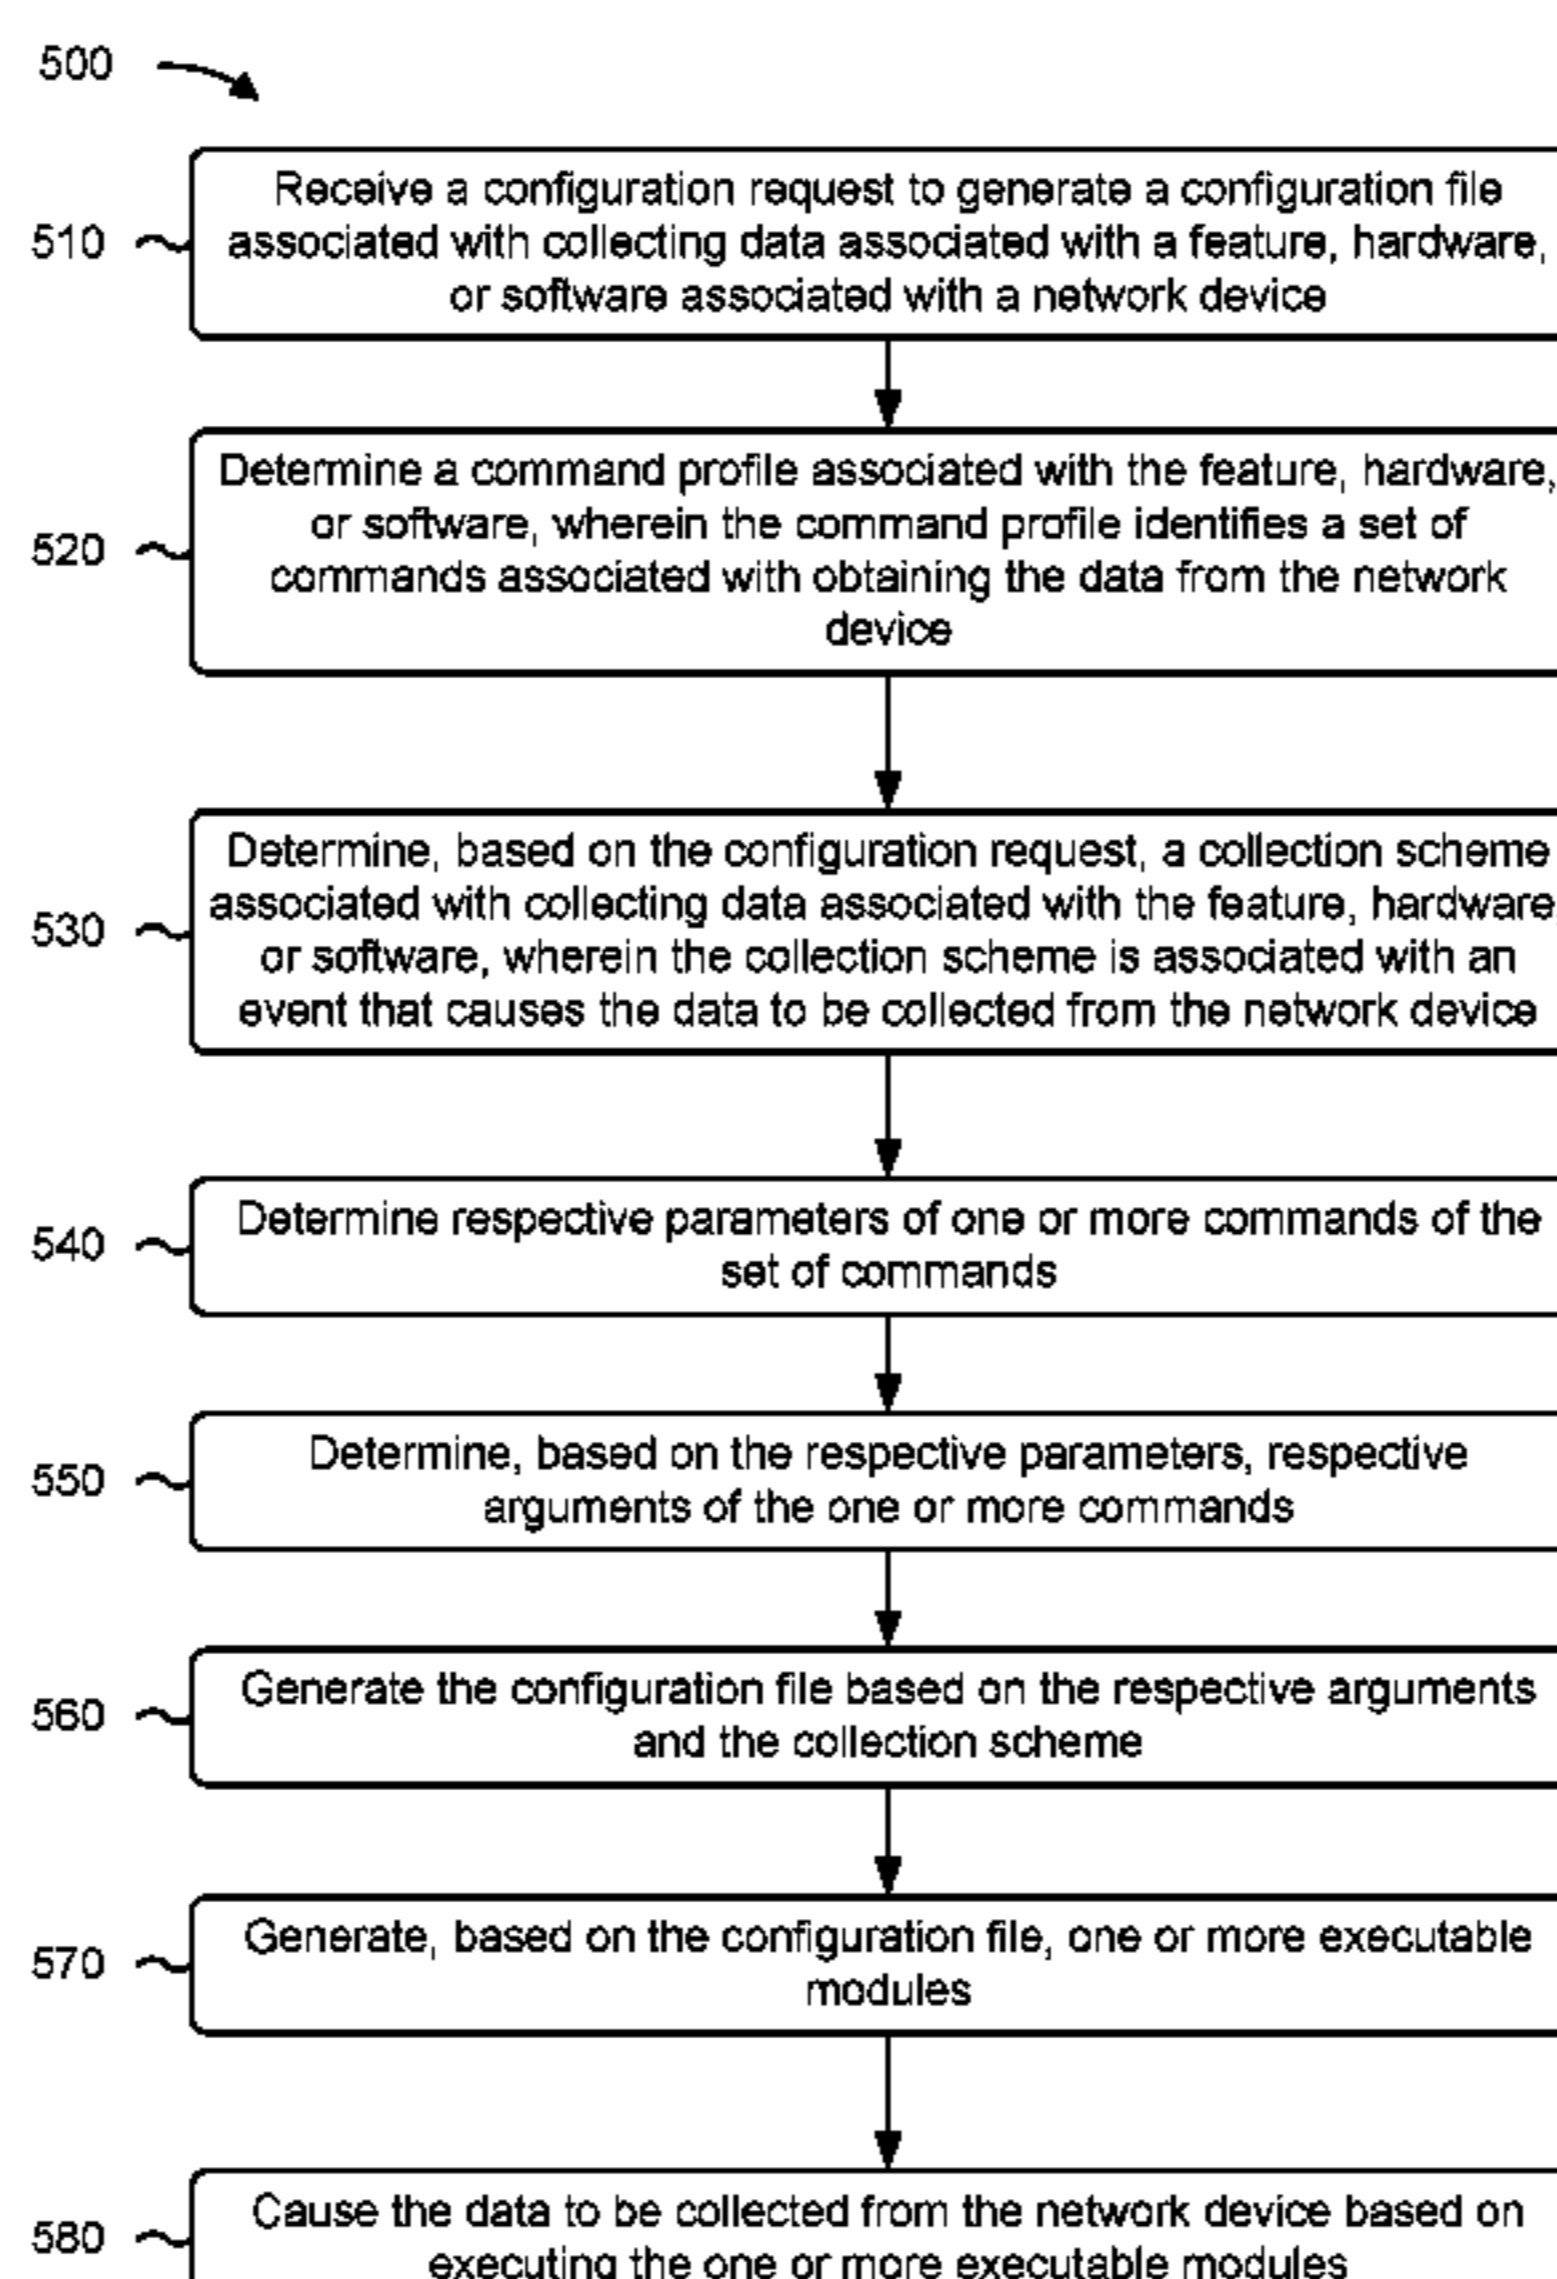 500
510
Receive a configuration request to generate a configuration file
associated with collecting data associated with a feature, hardware,
or software associated with a network device
520
Determine a command profile associated with the feature, hardware,
or software, wherein the command profile identifies a set of
commands associated with obtaining the data from the network
device
530
Determine, based on the configuration request, a collection scheme
associated with collecting data associated with the feature, hardware,
or software, wherein the collection scheme is associated with an
event that causes the data to be collected from the network device
540
Determine respective parameters of one or more commands of the
set of commands
550
Determine, based on the respective parameters, respective
arguments of the one or more commands
560
Generate the configuration file based on the respective arguments
and the collection scheme
570
Generate, based on the configuration file, one or more executable
modules
580
Cause the data to be collected from the network device based on
executing the one or more executable modules